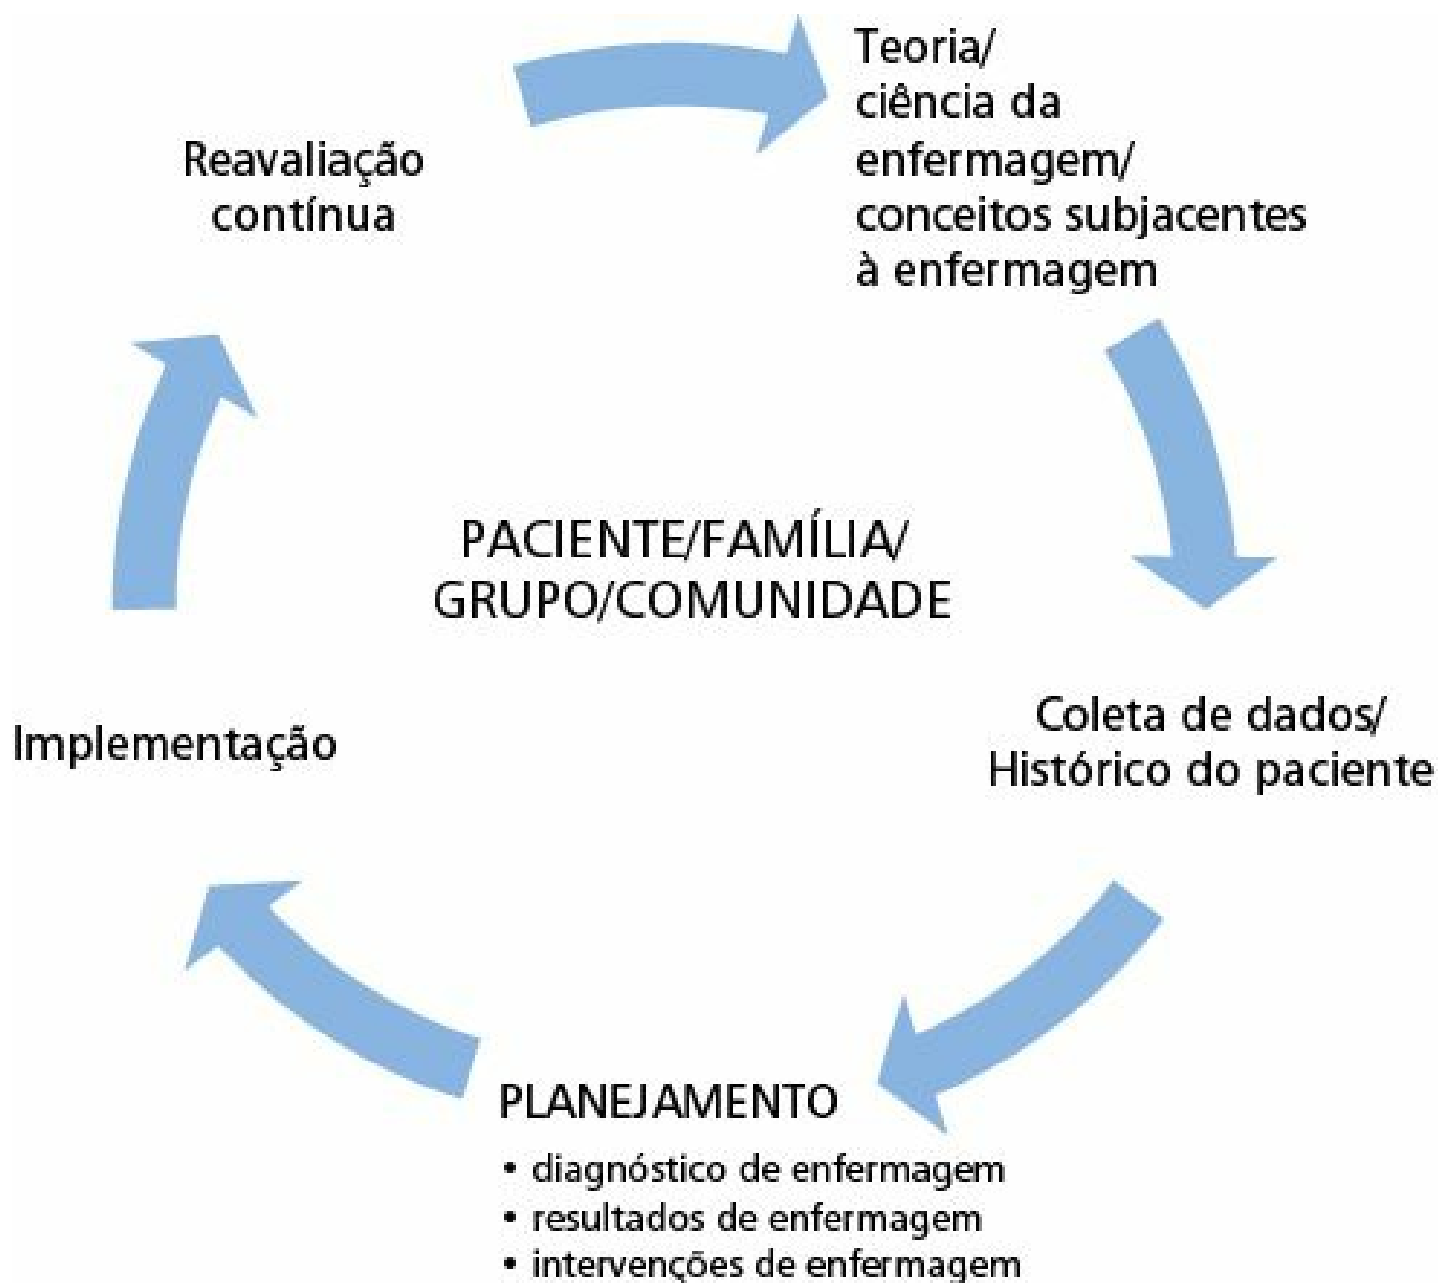 Teoria/
ciência da
enfermagem/
conceitos subjacentes
à enfermagem
Coleta de dados/
Histórico do paciente
PLANEJAMENTO
• diagnóstico de enfermagem
• resultados de enfermagem
• intervenções de enfermagem
Implementação
Reavaliação
contínua
PACIENTE/FAMÍLIA/
GRUPO/COMUNIDADE